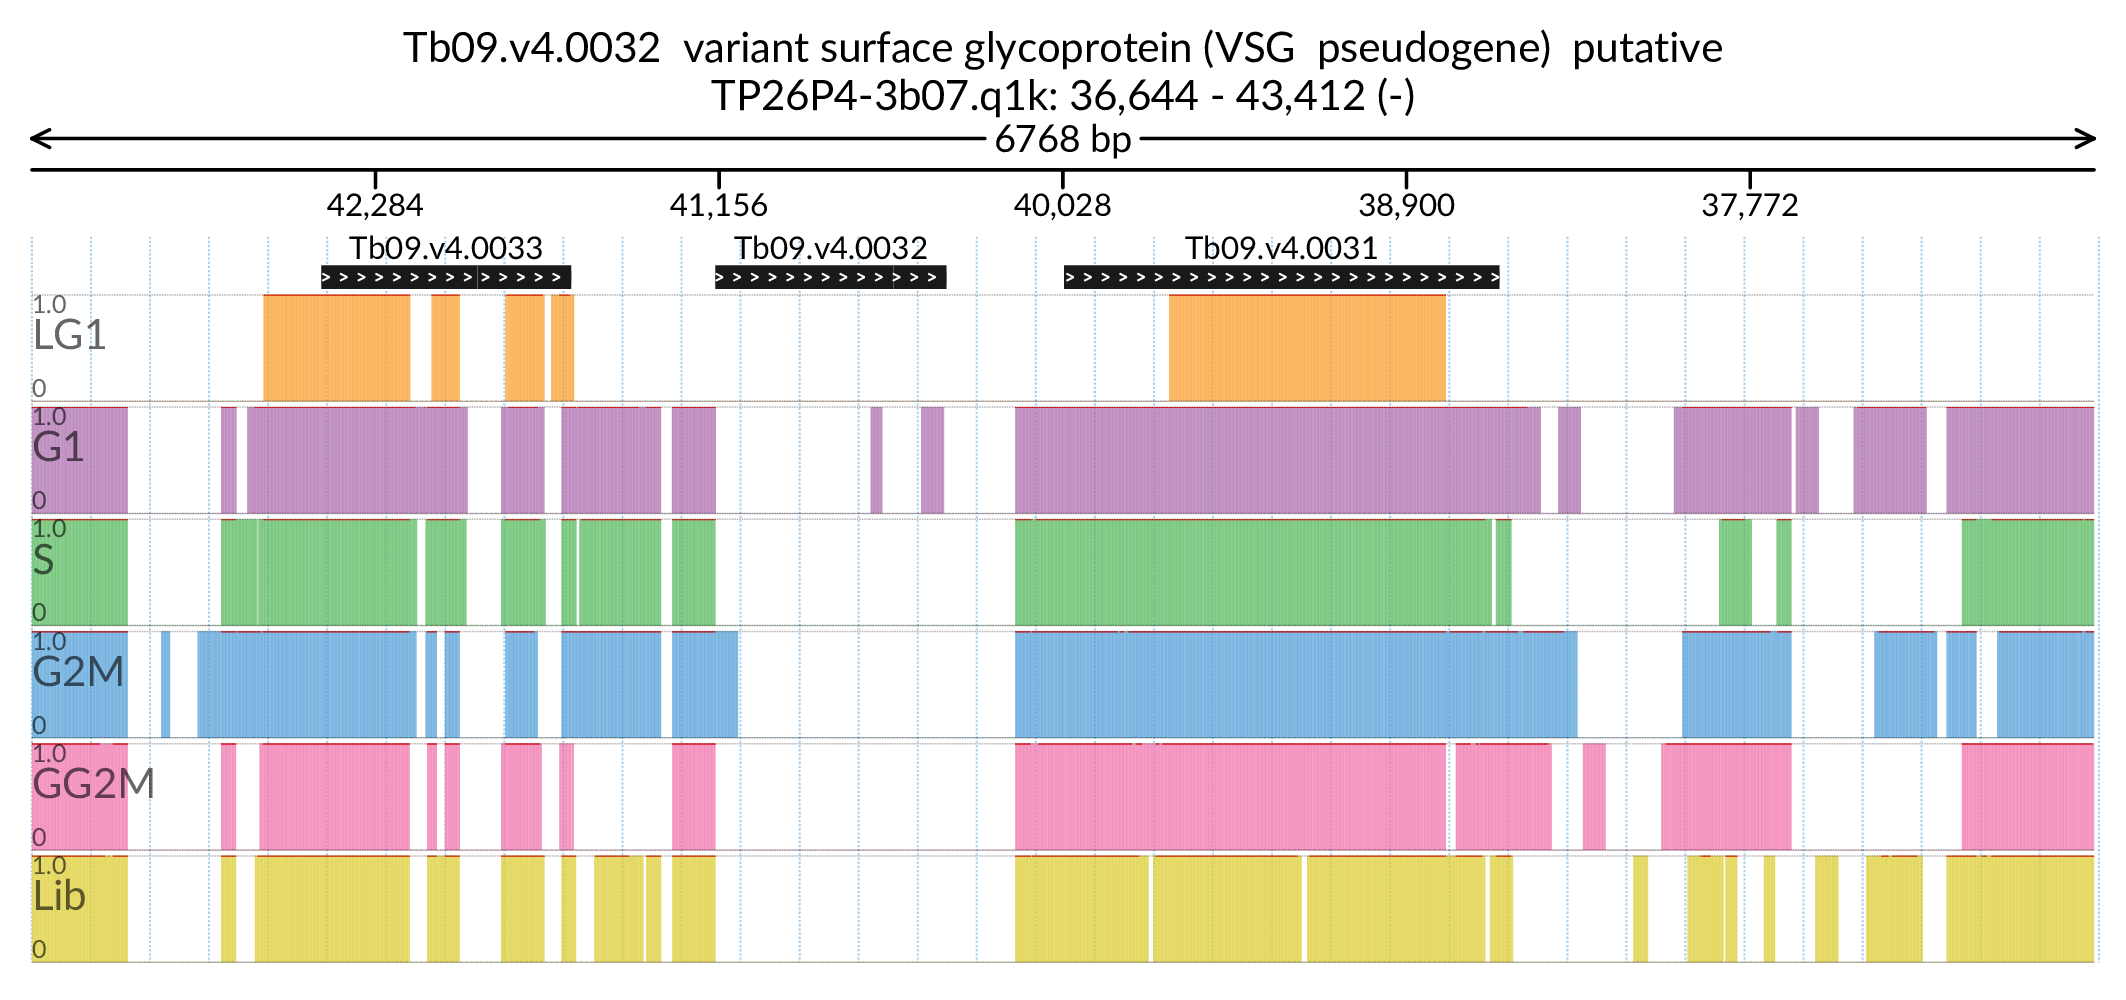 Tb09.v4.0032 variant surface glycoprotein (VSG pseudogene) putative
TP26P4-3b07.q1k: 36,644 - 43,412 (-)
6768 bp
42,284 41,156 40,028 38,900 37,772
Tb09.v4.0033 Tb09.v4.0032 Tb09.v4.0031
1.0
LG1
0
1.0
G1
0
1.0
S
0
1.0
G2M
0
1.0
GG2M
0
1.0
Lib
0